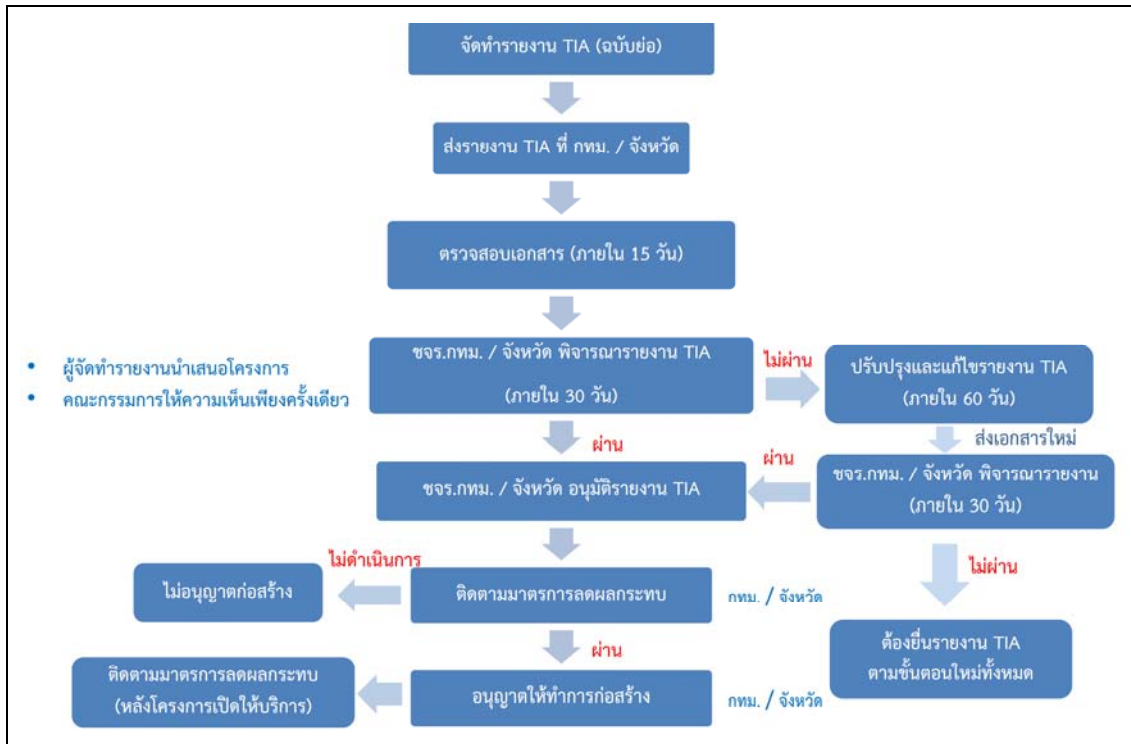 จัดทำรายงาน TIA (ฉบับย่อ)
ส่งรายงาน TIA ที่ กทม. / จังหวัด
ตรวจสอบเอกสาร (ภายใน 15 วัน)
• ผู้จัดทำรายงานนำเสนอโครงการ
• คณะกรรมการให้ความเห็นเพียงครั้งเดียว
ชจร.กทม. / จังหวัด พิจารณารายงาน TIA
(ภายใน 30 วัน)
ไม่ผ่าน
ปรับปรุงและแก้ไขรายงาน TIA
(ภายใน 60 วัน)
ส่งเอกสารใหม่
ผ่าน
ผ่าน
ชจร.กทม. / จังหวัด พิจารณารายงาน
(ภายใน 30 วัน)
ชจร.กทม. / จังหวัด อนุมัติรายงาน TIA
ไม่ผ่าน
ไม่ดำเนินการ
ไม่อนุญาตก่อสร้าง
ติดตามมาตรการลดผลกระทบ
กทม. / จังหวัด
ต้องยื่นรายงาน TIA
ตามขั้นตอนใหม่ทั้งหมด
ผ่าน
ติดตามมาตรการลดผลกระทบ
(หลังโครงการเปิดให้บริการ)
อนุญาตให้ทำการก่อสร้าง
กทม. / จังหวัด